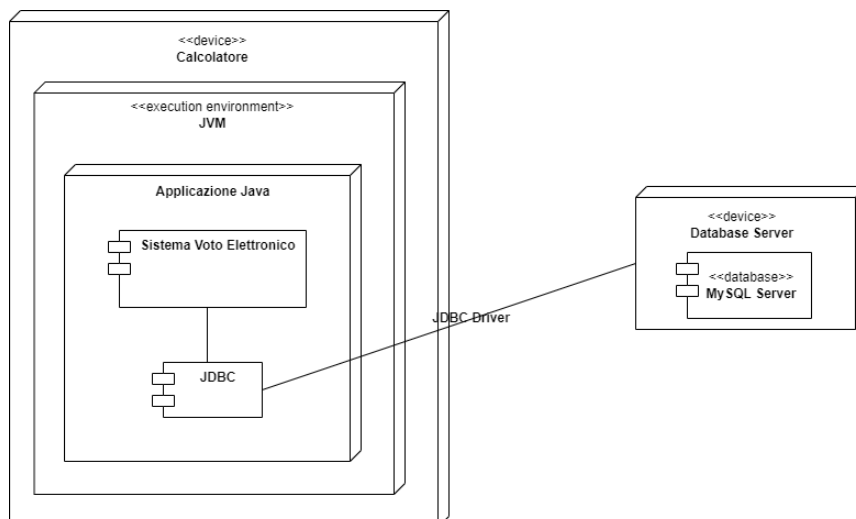 <<device>>
Calcolatore
<<execution environment>>
JVM
Applicazione Java
Sistema Voto Elettronico
JDBC
JDBC Driver
<<device>>
Database Server
<<database>>
MySQL Server